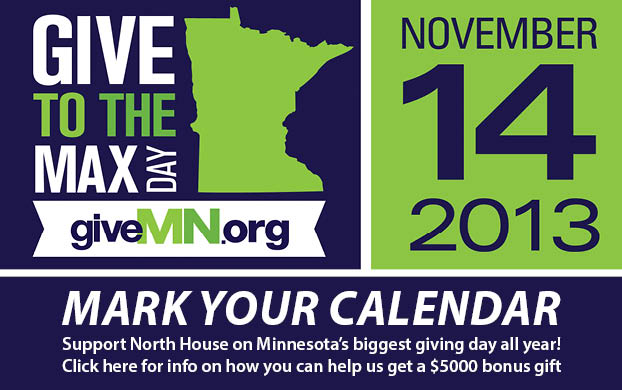 GIVE
TO THE
MAX DAY
giveMN.org
NOVEMBER
14
2013
MARK YOUR CALENDAR
Support North House on Minnesota's biggest giving day all year!
Click here for info on how you can help us get a $5000 bonus gift